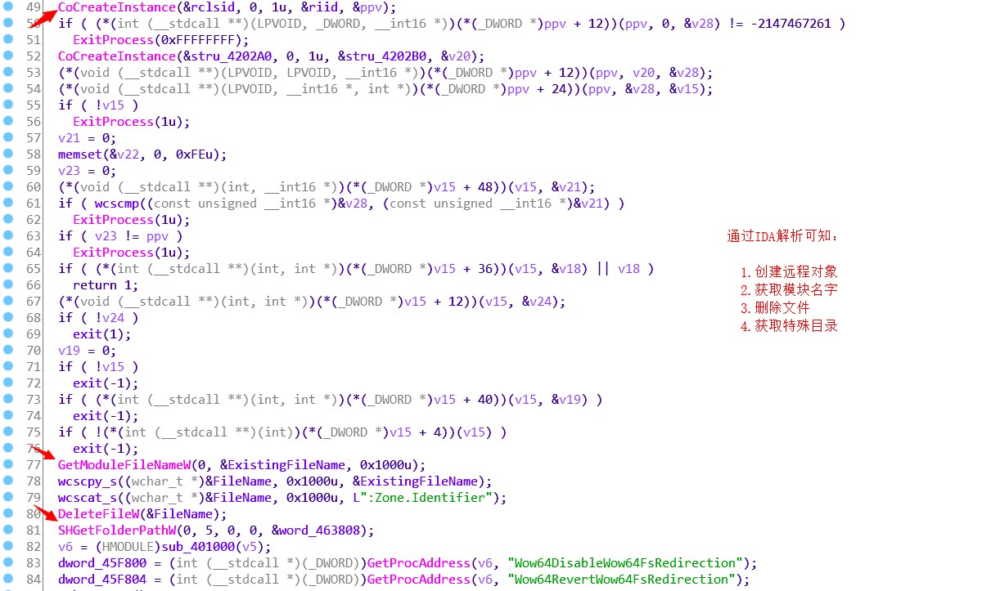 49 CoCreateInstance(&rclsid, 0, 1u, &riid, &ppv);
50 if ( (*(int (__stdcall **)(LPVOID, _DWORD, __int16 *))(*(_DWORD *)ppv + 12))(ppv, 0, &v28) != -2147467261 )
51 ExitProcess(0xFFFFFFFF);
52 CoCreateInstance(&stru_4202A0, 0, 1u, &stru_4202B0, &v20);
53 (*(void (__stdcall **)(LPVOID, LPVOID, __int16 *))(*(_DWORD *)ppv + 12))(ppv, v20, &v28);
54 (*(void (__stdcall **)(LPVOID, __int16 *, int *))(*(_DWORD *)ppv + 24))(ppv, &v28, &v15);
55 if ( !v15 )
56 ExitProcess(1u);
57 v21 = 0;
58 memset(&v22, 0, 0xFEu);
59 v23 = 0;
60 (*(void (__stdcall **)(int, __int16 *))(*(_DWORD *)v15 + 48))(v15, &v21);
61 if ( wcscmp((const unsigned __int16 *)&v28, (const unsigned __int16 *)&v21) )
62 ExitProcess(1u);
63 if ( v23 != ppv )
64 ExitProcess(1u);
65 if ( (*(int (__stdcall **)(int, int *))(*(_DWORD *)v15 + 36))(v15, &v18) || v18 )
66 return 1;
67 (*(void (__stdcall **)(int, int *))(*(_DWORD *)v15 + 12))(v15, &v24);
68 if ( !v24 )
69 exit(1);
70 v19 = 0;
71 if ( !v15 )
72 exit(-1);
73 if ( (*(int (__stdcall **)(int, int *))(*(_DWORD *)v15 + 40))(v15, &v19) )
74 exit(-1);
75 if ( !(*(int (__stdcall **)(int))(*(_DWORD *)v15 + 4))(v15) )
76 exit(-1);
77 GetModuleFileNameW(0, &ExistingFileName, 0x1000u);
78 wcscpy_s((wchar_t *)&FileName, 0x1000u, &ExistingFileName);
79 wcscat_s((wchar_t *)&FileName, 0x1000u, L":Zone.Identifier");
80 DeleteFileW(&FileName);
81 SHGetFolderPathW(0, 5, 0, 0, &word_463808);
82 v6 = (HMODULE)sub_401000(v5);
83 dword_45F800 = (int (__stdcall *)(_DWORD))GetProcAddress(v6, "Wow64DisableWow64FsRedirection");
84 dword_45F804 = (int (__stdcall *)(_DWORD))GetProcAddress(v6, "Wow64RevertWow64FsRedirection");
通过IDA解析可知:
1.创建远程对象
2.获取模块名字
3.删除文件
4.获取特殊目录